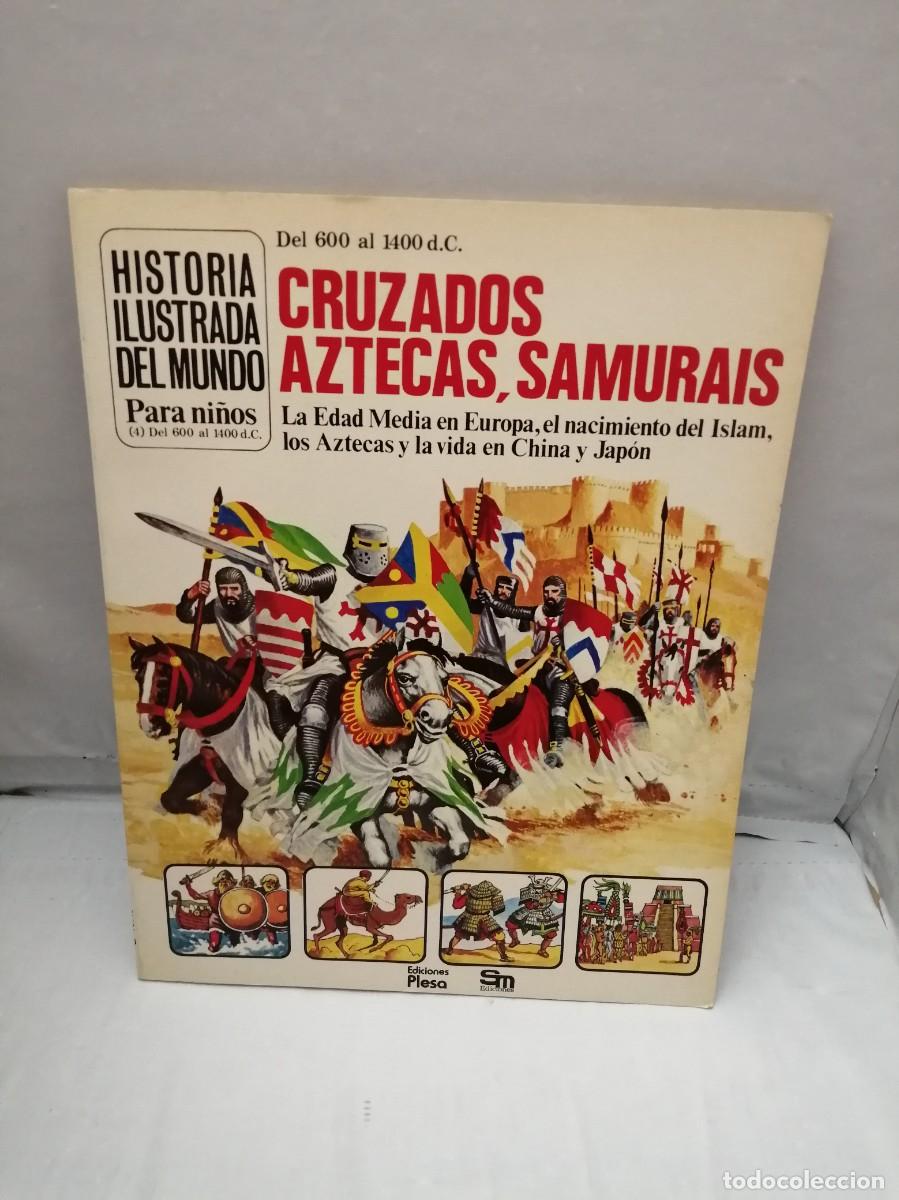 Del 600 al 1400 d.C.
HISTORIA
ILUSTRADA
DEL MUNDO
Para niños
(4) Del 600 al 1400 d.C.
CRUZADOS
AZTECAS, SAMURAIS
La Edad Media en Europa, el nacimiento del Islam,
los Aztecas y la vida en China y Japón
Ediciones
Plesa
Sm
Ediciones
todocoleccion